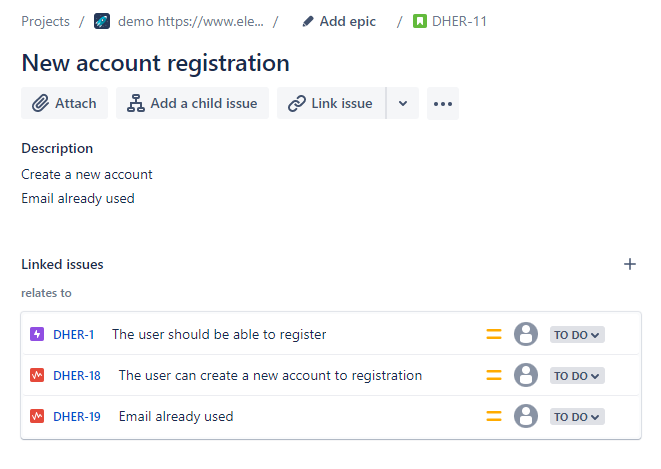 Projects / demo https://www.ele... / Add epic / DHER-11
New account registration
Attach Add a child issue Link issue
Description
Create a new account
Email already used
Linked issues
relates to
DHER-1 The user should be able to register TO DO
DHER-18 The user can create a new account to registration TO DO
DHER-19 Email already used TO DO